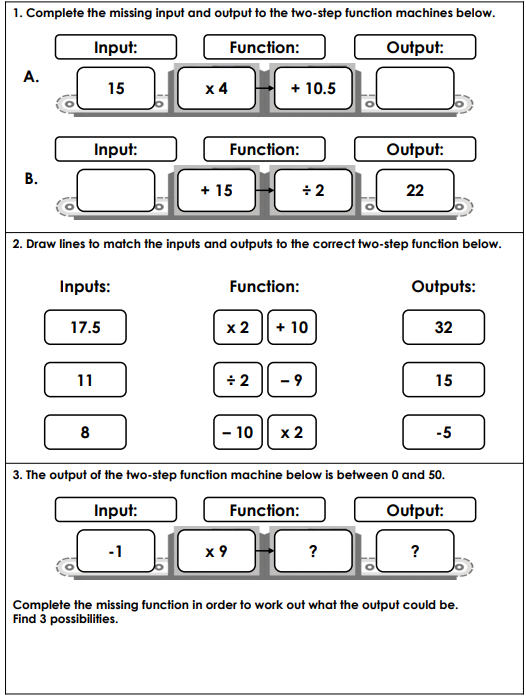 1. Complete the missing input and output to the two-step function machines below.
Input: Function: Output:
A. 15 x 4 + 10.5
Input: Function: Output:
B. + 15 ÷ 2 22
2. Draw lines to match the inputs and outputs to the correct two-step function below.
Inputs: Function: Outputs:
17.5 x 2 + 10 32
11 ÷ 2 – 9 15
8 – 10 x 2 -5
3. The output of the two-step function machine below is between 0 and 50.
Input: Function: Output:
-1 x 9 ? ?
Complete the missing function in order to work out what the output could be.
Find 3 possibilities.